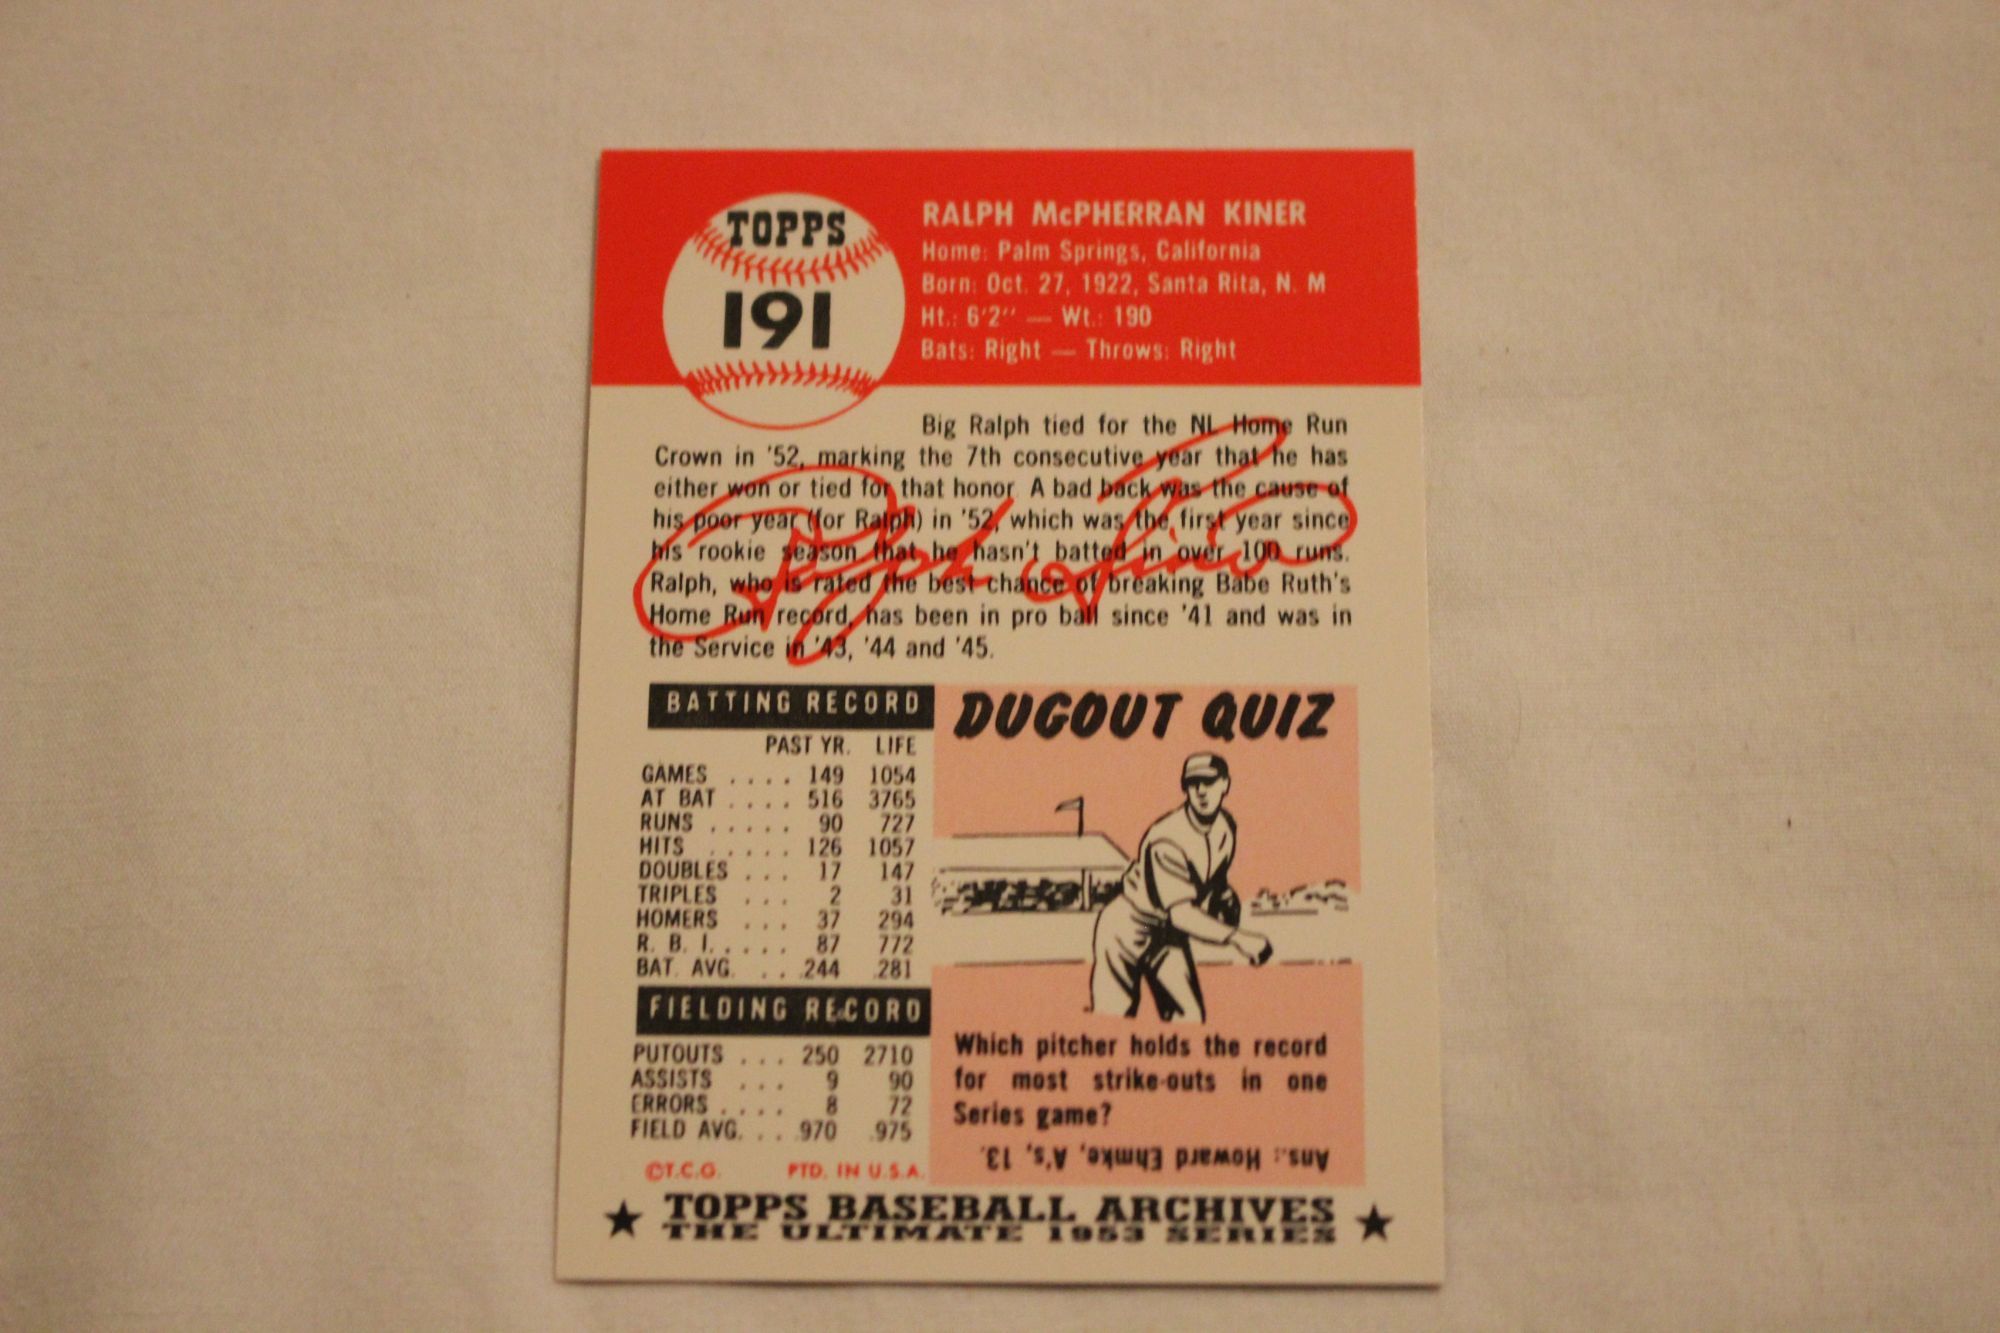 TOPPS
191
RALPH McPHERRAN KINER
Home: Palm Springs, California
Born: Oct. 27, 1922, Santa Rita, N. M
Ht.: 6'2" — Wt.: 190
Bats: Right — Throws: Right
Big Ralph tied for the NL Home Run
Crown in '52, marking the 7th consecutive year that he has
either won or tied for that honor A bad back was the cause of
his poor year (for Ralph) in '52, which was the first year since
his rookie season that he hasn't batted in over 100 runs.
Ralph, who is rated the best chance of breaking Babe Ruth's
Home Run record, has been in pro ball since '41 and was in
the Service in '43, '44 and '45.
Ralph Kiner
BATTING RECORD
PAST YR. LIFE
GAMES .... 149 1054
AT BAT .... 516 3765
RUNS ..... 90 727
HITS ..... 126 1057
DOUBLES ... 17 147
TRIPLES ... 2 31
HOMERS ... 37 294
R. B. I. .... 87 772
BAT. AVG. .. .244 .281
FIELDING RECORD
PUTOUTS ... 250 2710
ASSISTS ... 9 90
ERRORS .... 8 72
FIELD AVG. .. .970 .975
©T.C.G. PTD. IN U.S.A.
DUGOUT QUIZ
Which pitcher holds the record
for most strike-outs in one
Series game?
Ans.: Howard Ehmke, A's, 13.
★ TOPPS BASEBALL ARCHIVES ★
THE ULTIMATE 1953 SERIES